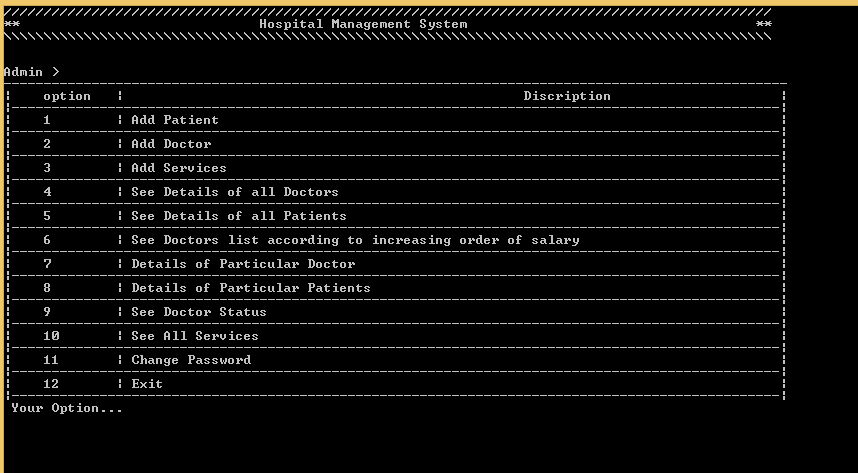 ** Hospital Management System **
Admin >
option | Discription
1 | Add Patient
2 | Add Doctor
3 | Add Services
4 | See Details of all Doctors
5 | See Details of all Patients
6 | See Doctors list according to increasing order of salary
7 | Details of Particular Doctor
8 | Details of Particular Patients
9 | See Doctor Status
10 | See All Services
11 | Change Password
12 | Exit
Your Option...